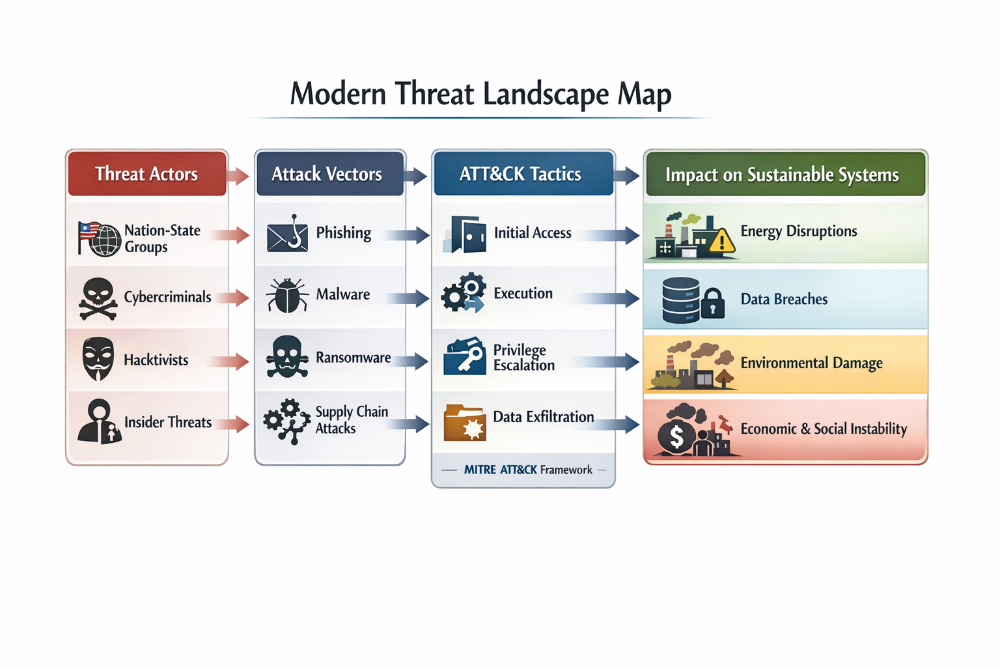 Modern Threat Landscape Map
Threat Actors
Nation-State
Groups
Cybercriminals
Hacktivists
Insider Threats
Attack Vectors
Phishing
Malware
Ransomware
Supply Chain
Attacks
ATT&CK Tactics
Initial Access
Execution
Privilege
Escalation
Data Exfiltration
MITRE ATT&CK Framework
Impact on Sustainable Systems
Energy Disruptions
Data Breaches
Environmental Damage
$
Economic & Social Instability